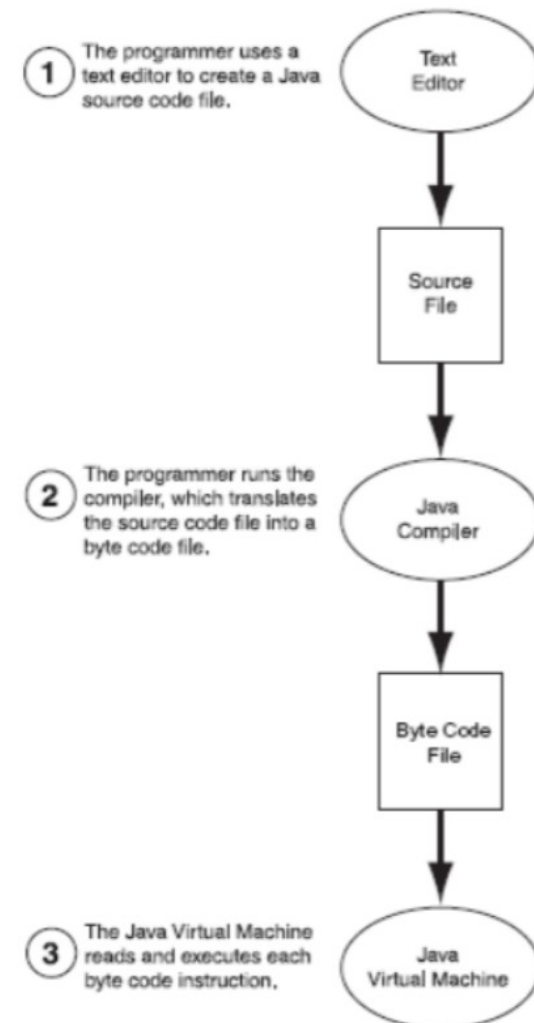 1
The programmer uses a
text editor to create a Java
source code file.
Text
Editor
Source
File
2
The programmer runs the
compiler, which translates
the source code file into a
byte code file.
Java
Compiler
Byte Code
File
3
The Java Virtual Machine
reads and executes each
byte code instruction.
Java
Virtual Machine